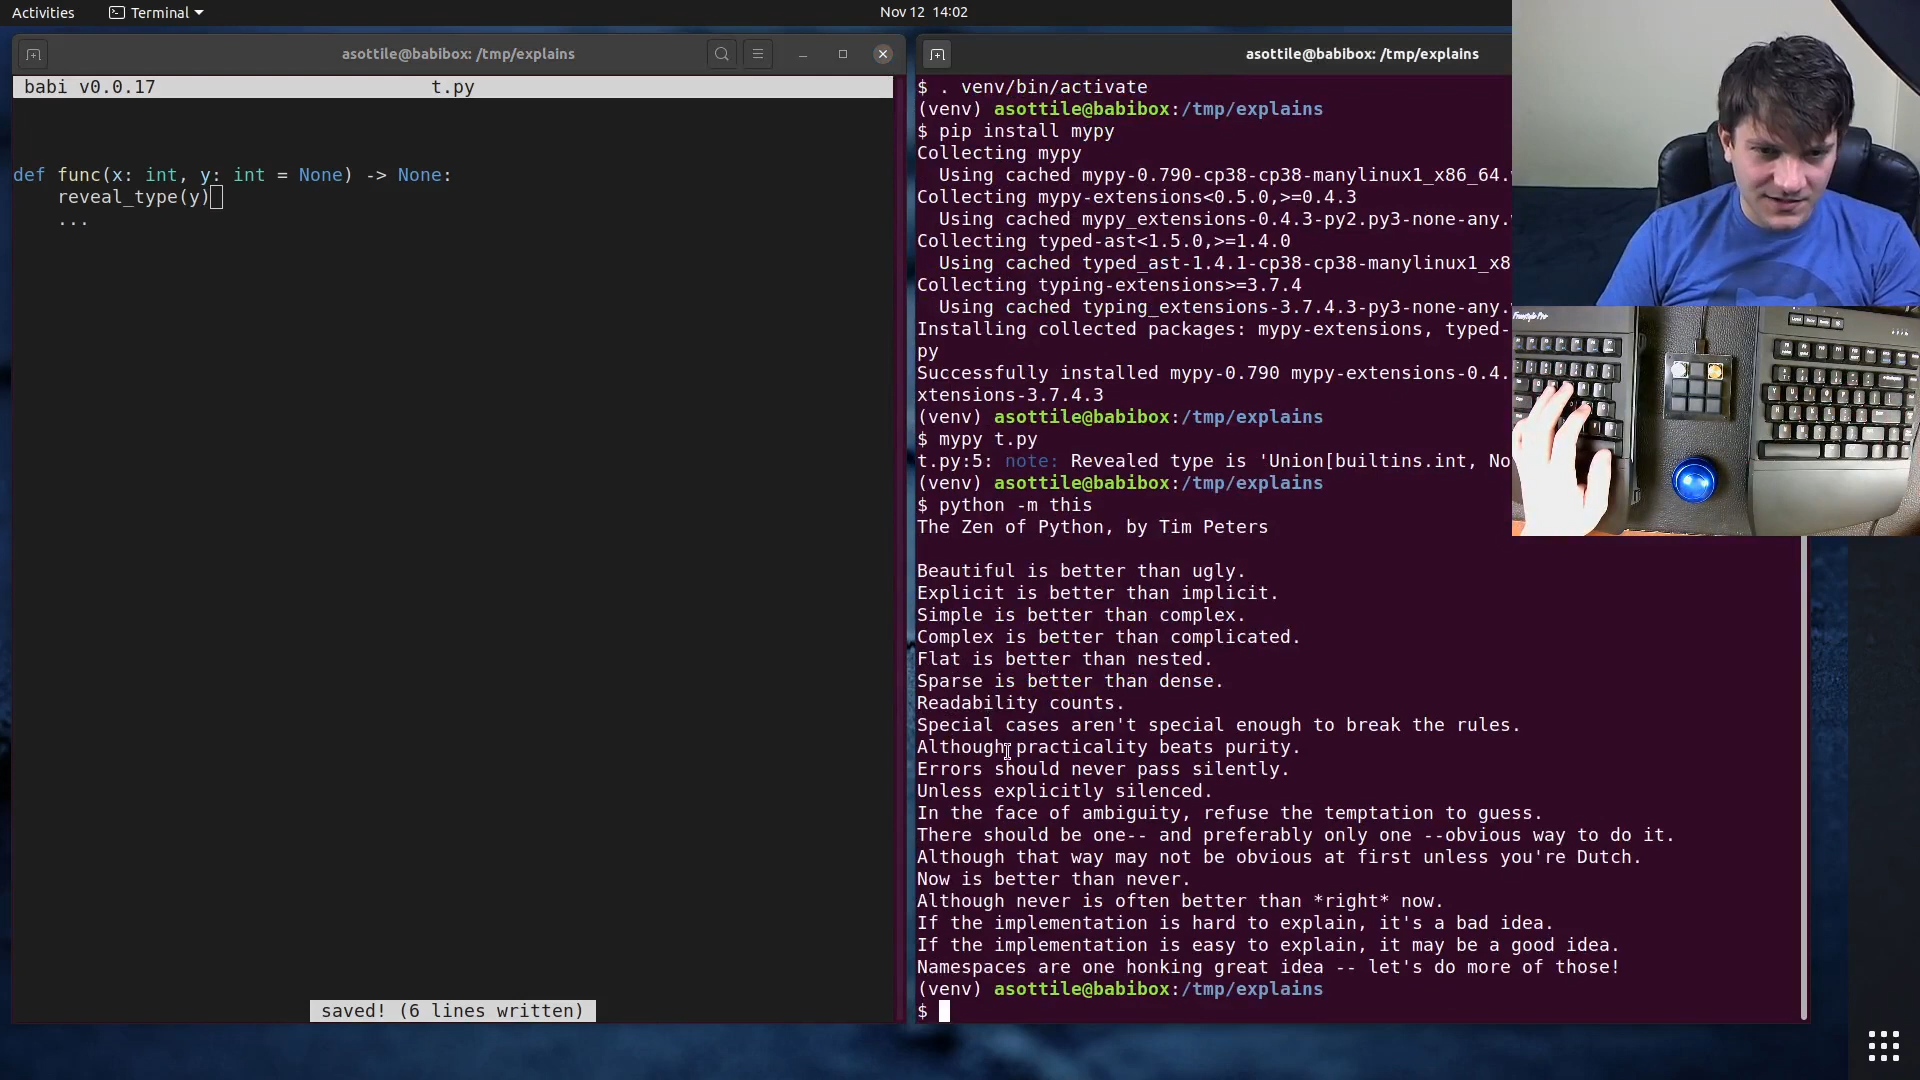 Activities
Terminal
Nov 12 14:02
asottile@babibox: /tmp/explains
babi v0.0.17
t.py
def func(x: int, y: int = None) -> None:
    reveal_type(y)
    ...
saved! (6 lines written)
asottile@babibox: /tmp/explains
$ . venv/bin/activate
(venv) asottile@babibox:/tmp/explains
$ pip install mypy
Collecting mypy
  Using cached mypy-0.790-cp38-cp38-manylinux1_x86_64.
Collecting mypy-extensions<0.5.0,>=0.4.3
  Using cached mypy_extensions-0.4.3-py2.py3-none-any.
Collecting typed-ast<1.5.0,>=1.4.0
  Using cached typed_ast-1.4.1-cp38-cp38-manylinux1_x8
Collecting typing-extensions>=3.7.4
  Using cached typing_extensions-3.7.4.3-py3-none-any.
Installing collected packages: mypy-extensions, typed-
py
Successfully installed mypy-0.790 mypy-extensions-0.4.
xtensions-3.7.4.3
(venv) asottile@babibox:/tmp/explains
$ mypy t.py
t.py:5: note: Revealed type is 'Union[builtins.int, No
(venv) asottile@babibox:/tmp/explains
$ python -m this
The Zen of Python, by Tim Peters
Beautiful is better than ugly.
Explicit is better than implicit.
Simple is better than complex.
Complex is better than complicated.
Flat is better than nested.
Sparse is better than dense.
Readability counts.
Special cases aren't special enough to break the rules.
Although practicality beats purity.
Errors should never pass silently.
Unless explicitly silenced.
In the face of ambiguity, refuse the temptation to guess.
There should be one-- and preferably only one --obvious way to do it.
Although that way may not be obvious at first unless you're Dutch.
Now is better than never.
Although never is often better than *right* now.
If the implementation is hard to explain, it's a bad idea.
If the implementation is easy to explain, it may be a good idea.
Namespaces are one honking great idea -- let's do more of those!
(venv) asottile@babibox:/tmp/explains
$
Freestyle Pro